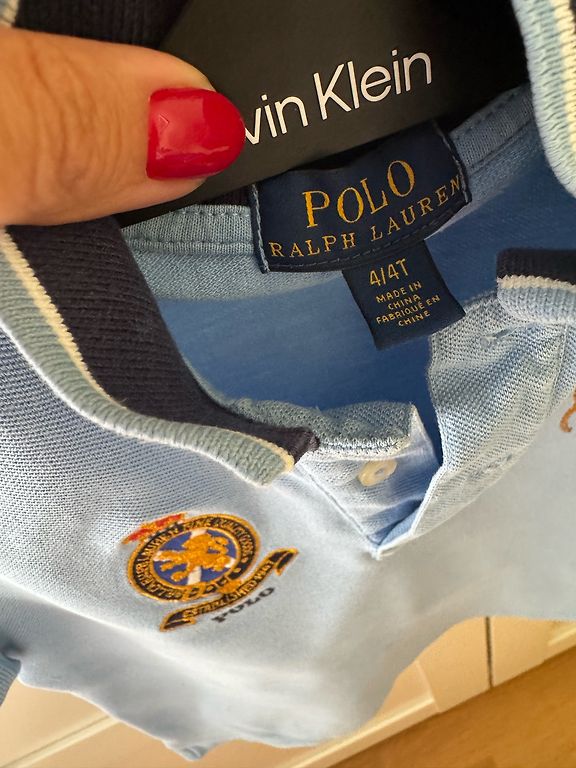 vin Klein
POLO
RALPH LAUREN
4/4T
MADE IN
CHINA
FABRIQUÉ EN
CHINE
POLO